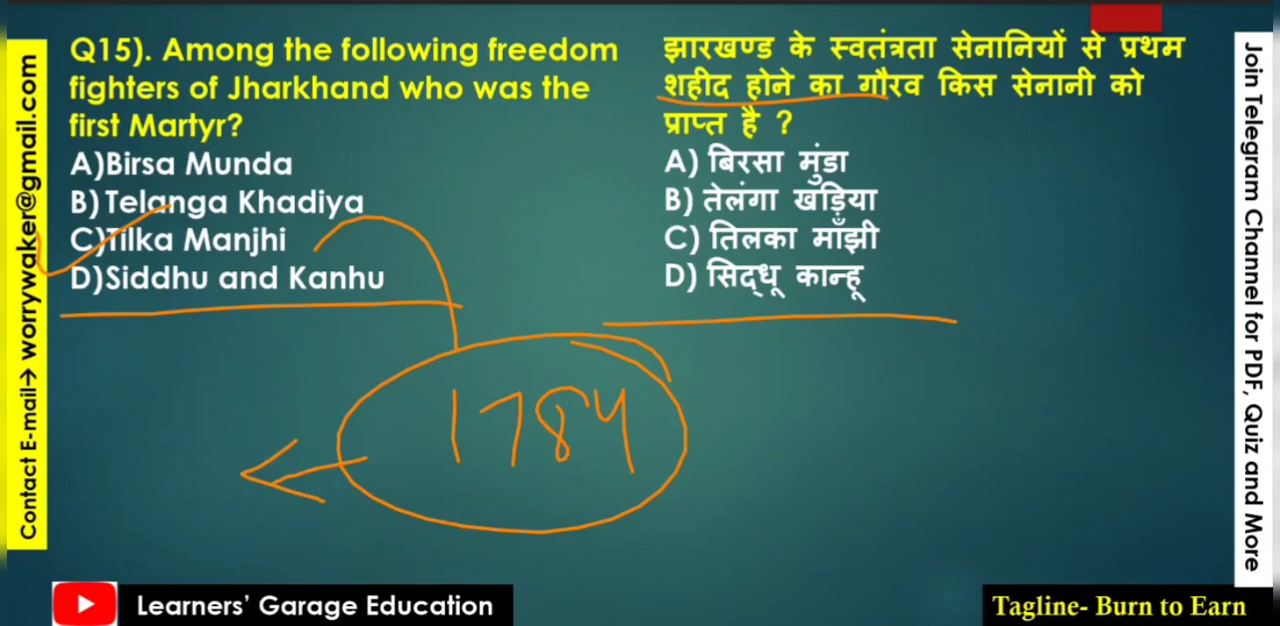 Q15). Among the following freedom
fighters of Jharkhand who was the
first Martyr?
A)Birsa Munda
B)Telanga Khadiya
C)Tilka Manjhi
D)Siddhu and Kanhu
झारखण्ड के स्वतंत्रता सेनानियों से प्रथम
शहीद होने का गौरव किस सेनानी को
प्राप्त है ?
A) बिरसा मुंडा
B) तेलंगा खड़िया
C) तिलका माँझी
D) सिद्धू कान्हू
1784
Contact E-mail→ worrywaker@gmail.com
Join Telegram Channel for PDF, Quiz and More
Learners’ Garage Education
Tagline- Burn to Earn